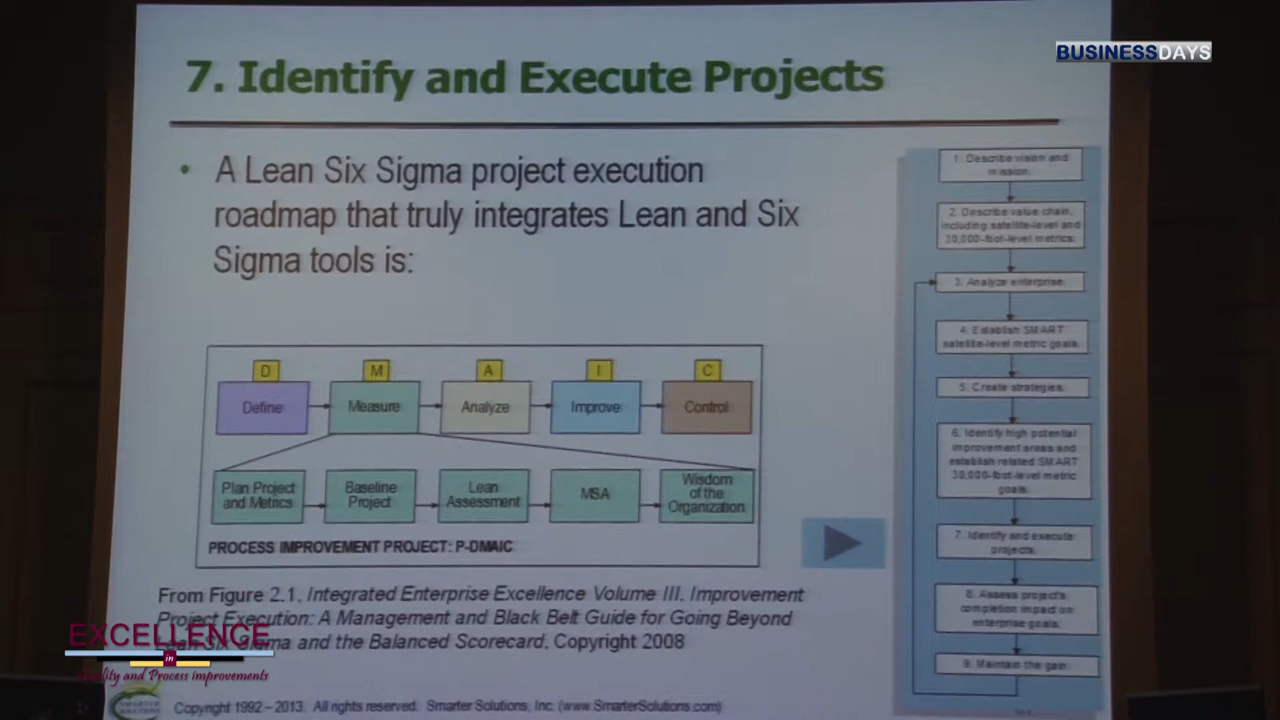 BUSINESSDAYS
7. Identify and Execute Projects
• A Lean Six Sigma project execution
roadmap that truly integrates Lean and Six
Sigma tools is:
D M A I C
Define Measure Analyze Improve Control
Plan Project
and Metrics
Baseline
Project
Lean
Assessment
MSA
Wisdom
of the
Organization
PROCESS IMPROVEMENT PROJECT: P-DMAIC
From Figure 2.1, Integrated Enterprise Excellence Volume III, Improvement
Project Execution: A Management and Black Belt Guide for Going Beyond
Lean Six Sigma and the Balanced Scorecard, Copyright 2008
Copyright 1992 – 2013. All rights reserved. Smarter Solutions, Inc. (www.SmarterSolutions.com)
1. Describe vision and
mission.
2. Describe value chain,
including satellite-level and
30,000-foot-level metrics.
3. Analyze enterprise.
4. Establish SMART
satellite-level metric goals.
5. Create strategies.
6. Identify high potential
improvement areas and
establish related SMART
30,000-foot-level metric
goals.
7. Identify and execute
projects.
8. Assess project's
completion impact on
enterprise goals.
9. Maintain the gain.
EXCELLENCE
in
Quality and Process improvements
SMARTER
SOLUTIONS